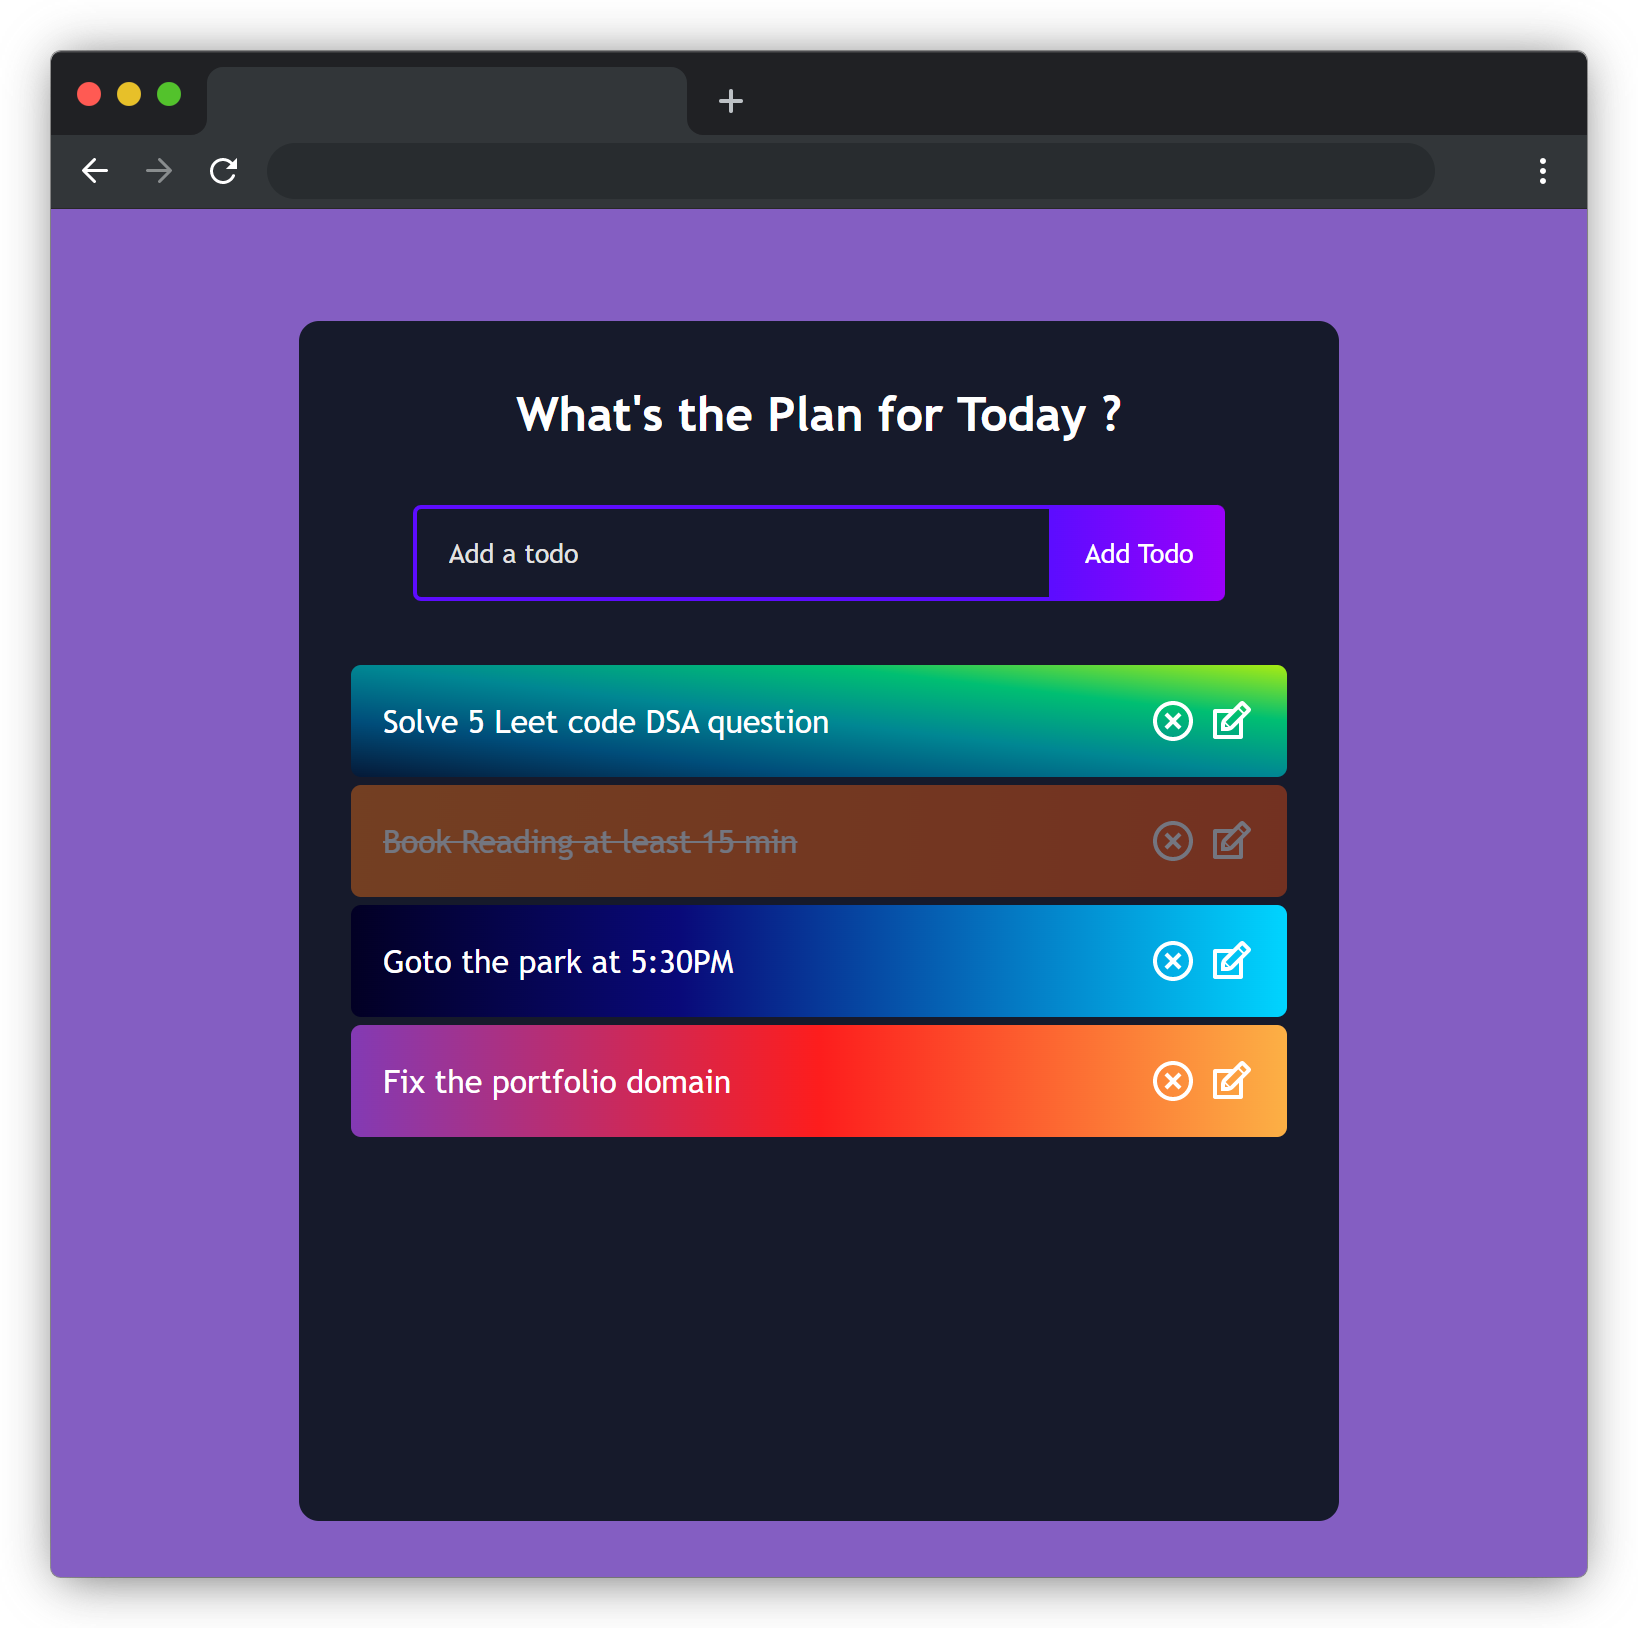 What's the Plan for Today ?
Add a todo
Add Todo
Solve 5 Leet code DSA question
Book Reading at least 15 min
Goto the park at 5:30PM
Fix the portfolio domain